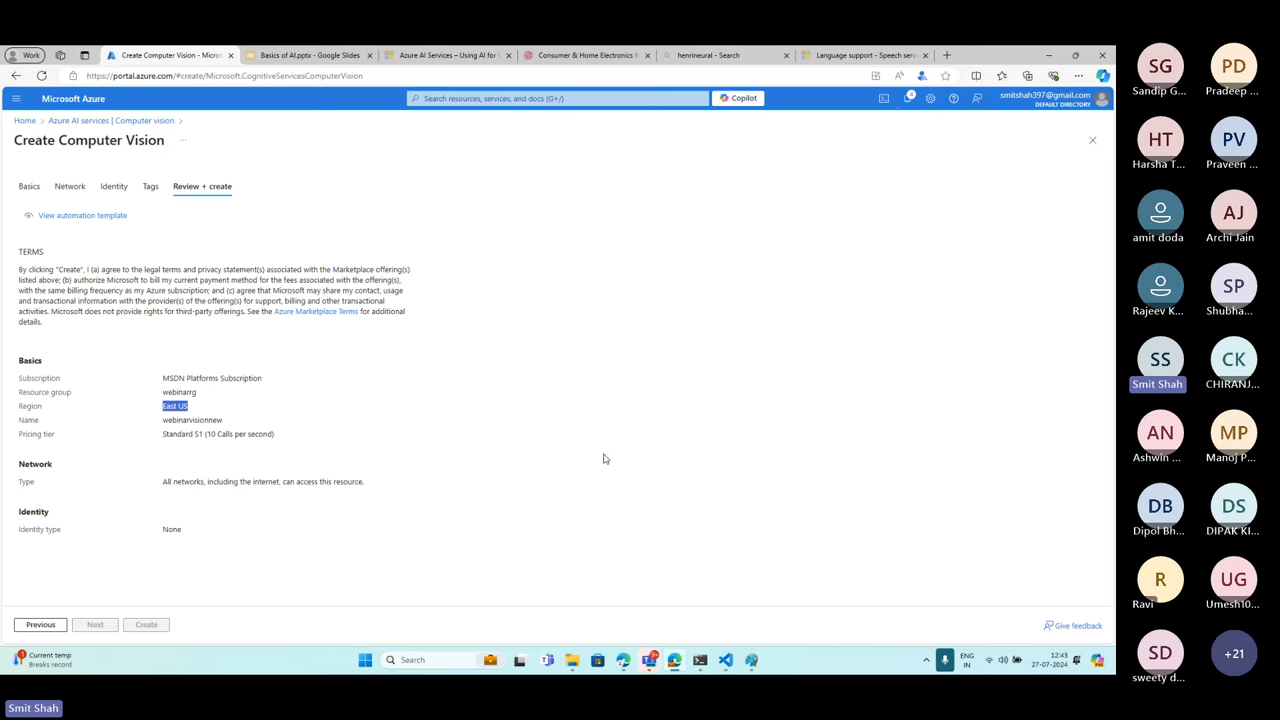 Work
Create Computer Vision - Micros
Basics of AI.pptx - Google Slides
Azure AI Services – Using AI for
Consumer & Home Electronics f
henrineural - Search
Language support - Speech serv
https://portal.azure.com/#create/Microsoft.CognitiveServicesComputerVision
Microsoft Azure
Search resources, services, and docs (G+/)
Copilot
4
smitshah397@gmail.com
DEFAULT DIRECTORY
Home > Azure AI services | Computer vision >
Create Computer Vision ...
Basics Network Identity Tags Review + create
View automation template
TERMS
By clicking "Create", I (a) agree to the legal terms and privacy statement(s) associated with the Marketplace offering(s)
listed above; (b) authorize Microsoft to bill my current payment method for the fees associated with the offering(s),
with the same billing frequency as my Azure subscription; and (c) agree that Microsoft may share my contact, usage
and transactional information with the provider(s) of the offering(s) for support, billing and other transactional
activities. Microsoft does not provide rights for third-party offerings. See the Azure Marketplace Terms for additional
details.
Basics
Subscription MSDN Platforms Subscription
Resource group webinarrg
Region East US
Name webinarvisionnew
Pricing tier Standard S1 (10 Calls per second)
Network
Type All networks, including the internet, can access this resource.
Identity
Identity type None
Previous Next Create
Give feedback
Current temp
Breaks record
Search
ENG
IN
12:43
27-07-2024
Smit Shah
SG PD
Sandip G... Pradeep ...
HT PV
Harsha T... Praveen ...
AJ
amit doda Archi Jain
SP
Rajeev K... Shubha...
SS CK
Smit Shah CHIRANJ...
AN MP
Ashwin ... Manoj P...
DB DS
Dipol Bh... DIPAK KI...
R UG
Ravi Umesh10...
SD +21
sweety d...